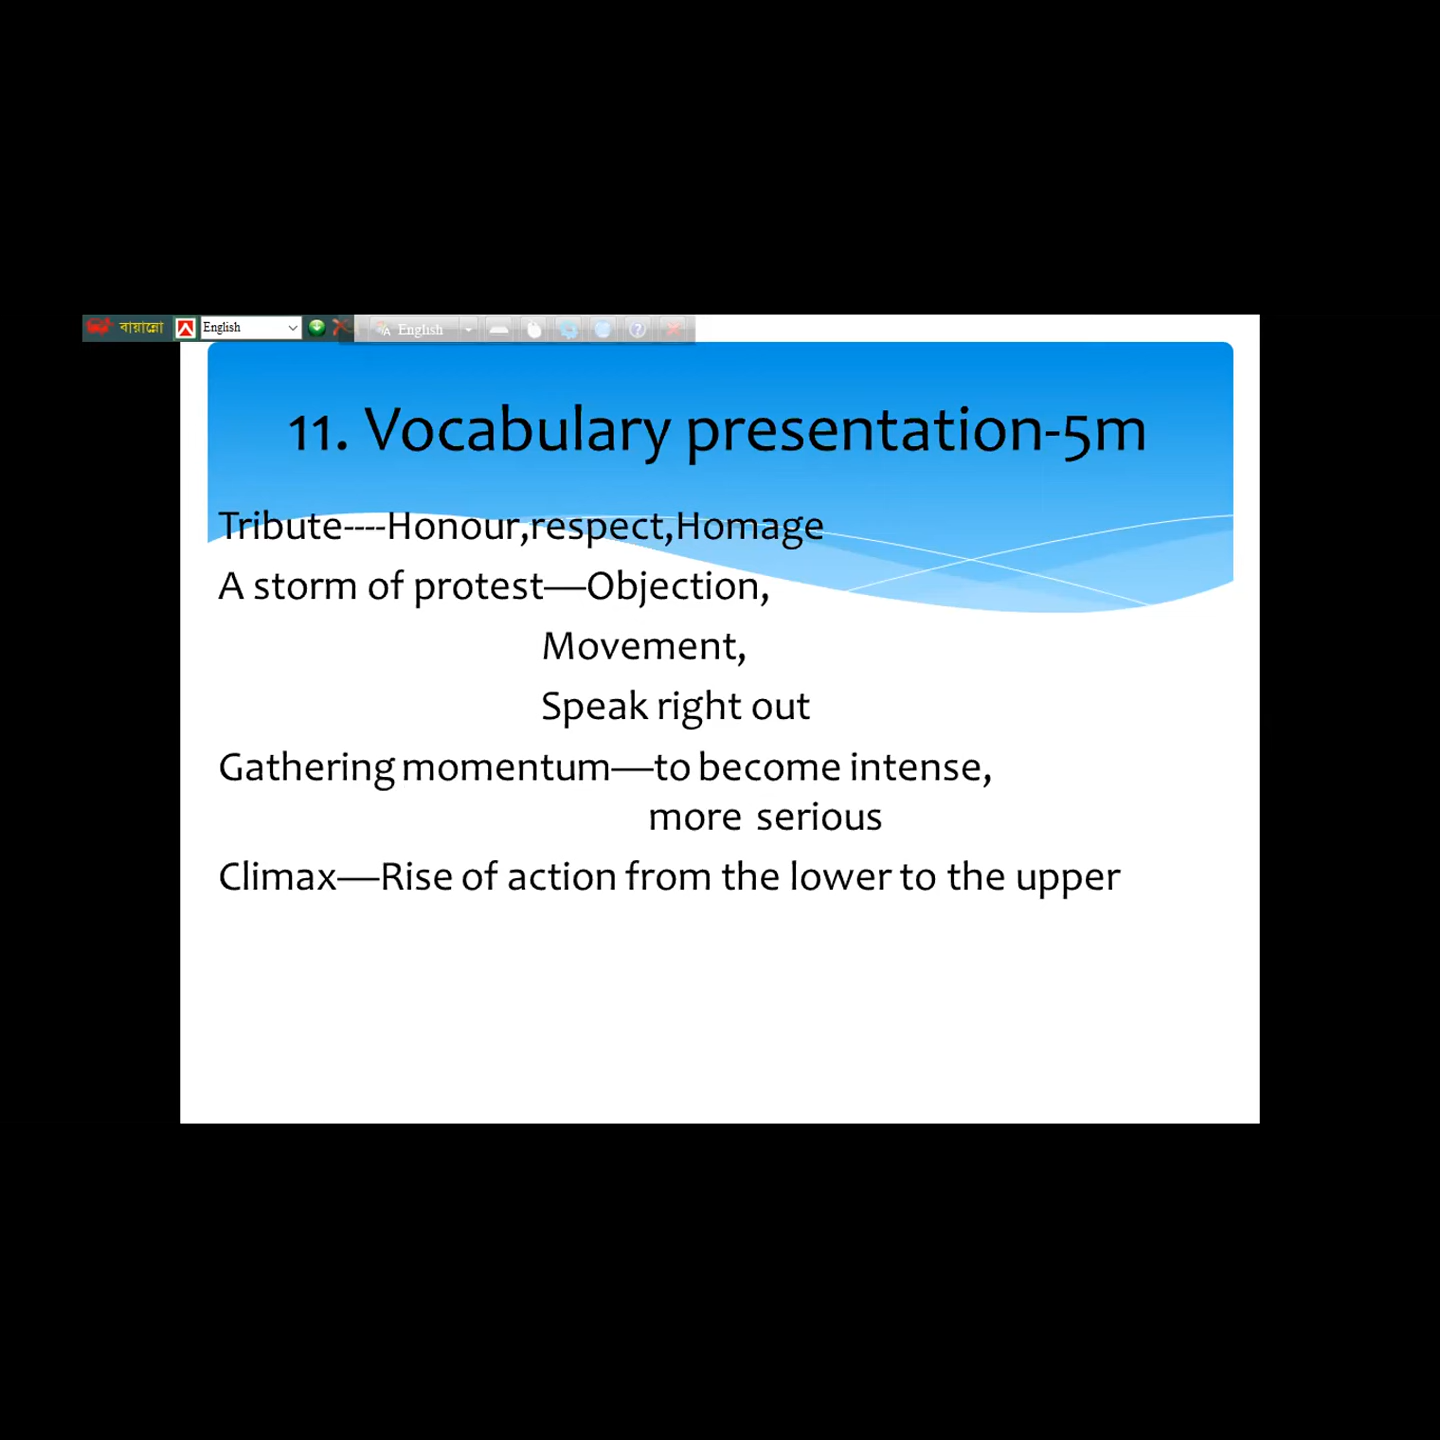 বায়ান্নো English English
11. Vocabulary presentation-5m
Tribute----Honour,respect,Homage
A storm of protest—Objection,
Movement,
Speak right out
Gathering momentum—to become intense,
more serious
Climax—Rise of action from the lower to the upper